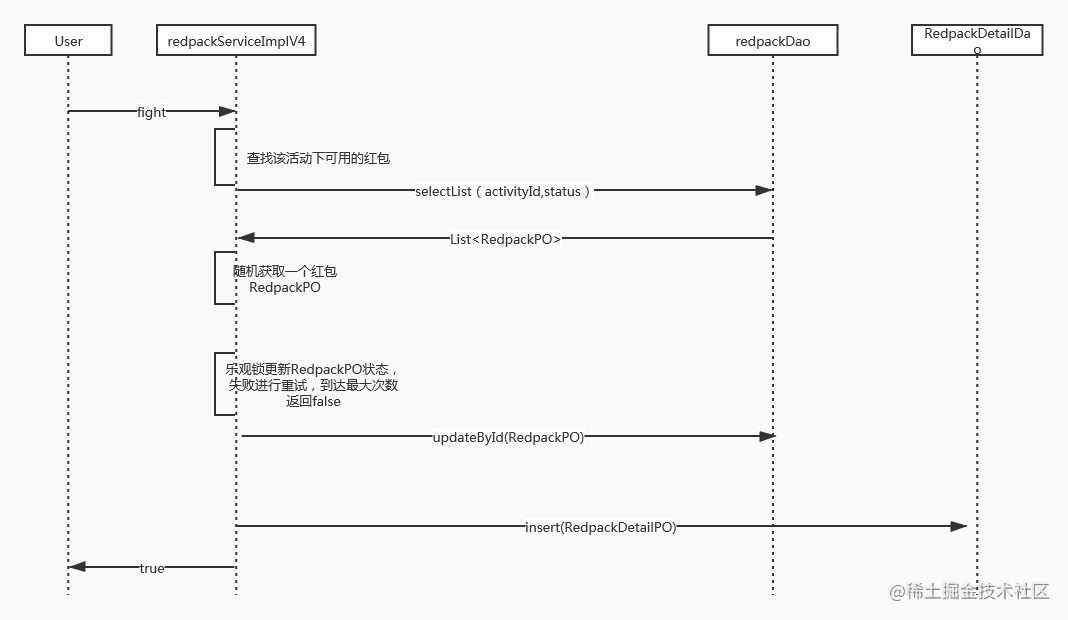 User
redpackServiceImplV4
redpackDao
RedpackDetailDa
o
fight
查找该活动下可用的红包
selectList（activityId,status）
List<RedpackPO>
随机获取一个红包
RedpackPO
乐观锁更新RedpackPO状态，
失败进行重试，到达最大次数
返回false
updateById(RedpackPO)
insert(RedpackDetailPO)
true
@稀土掘金技术社区